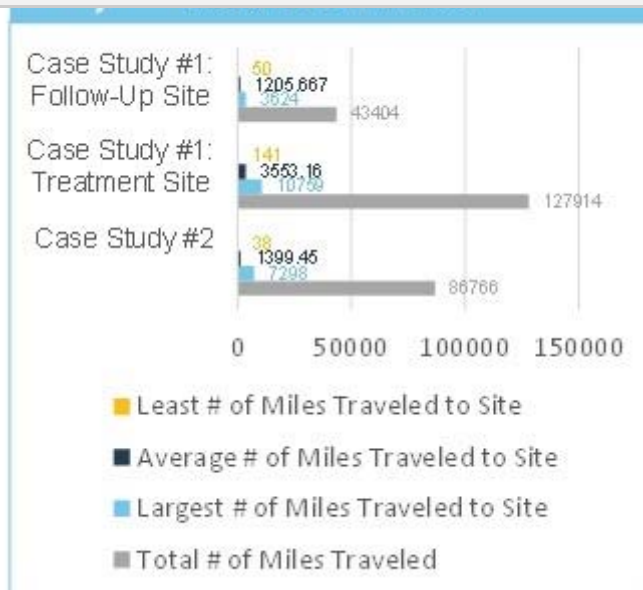 Case Study #1:
Follow-Up Site
50
1205.667
3624
43404
Case Study #1:
Treatment Site
141
3553.16
10759
127914
Case Study #2
38
1399.45
7298
86766
0 50000 100000 150000
Least # of Miles Traveled to Site
Average # of Miles Traveled to Site
Largest # of Miles Traveled to Site
Total # of Miles Traveled